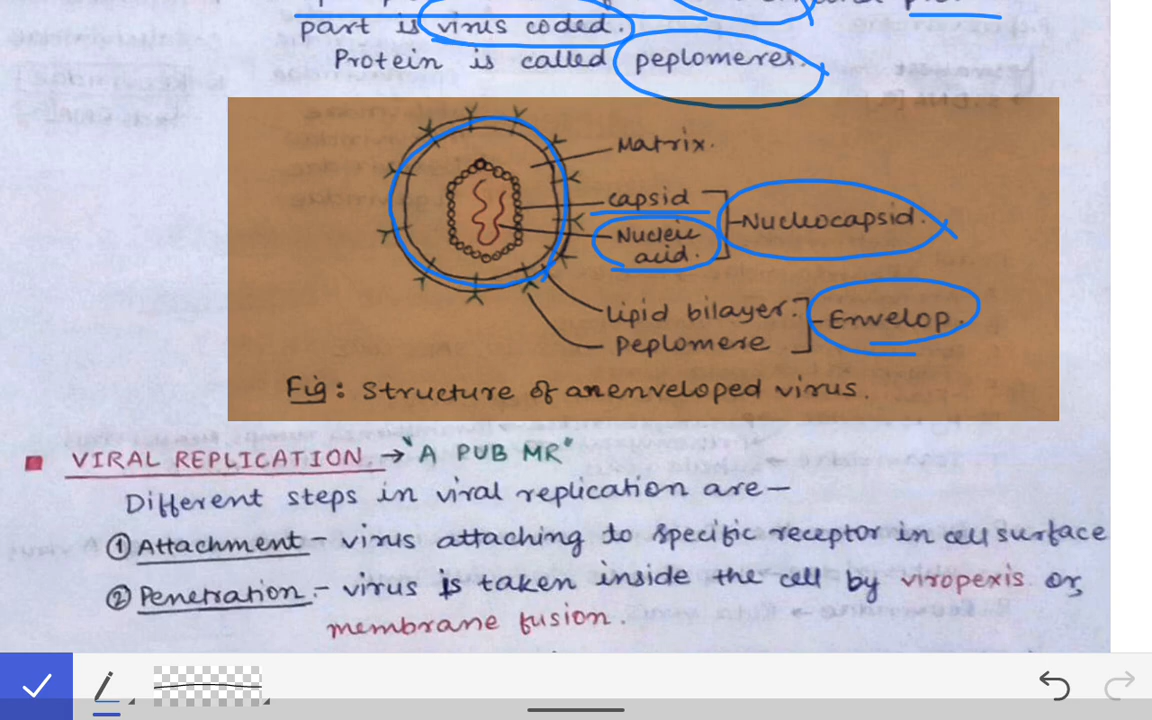 part is virus coded.
Protein is called peplomeres.
Matrix.
capsid
Nucleic
acid.
Nucleocapsid.
Lipid bilayer.
Peplomere
Envelop.
Fig: Structure of an enveloped virus.
VIRAL REPLICATION. → "A PUB MR"
Different steps in viral replication are —
① Attachment - virus attaching to specific receptor in cell surface
② Penetration. - virus is taken inside the cell by viropexis or
membrane fusion.